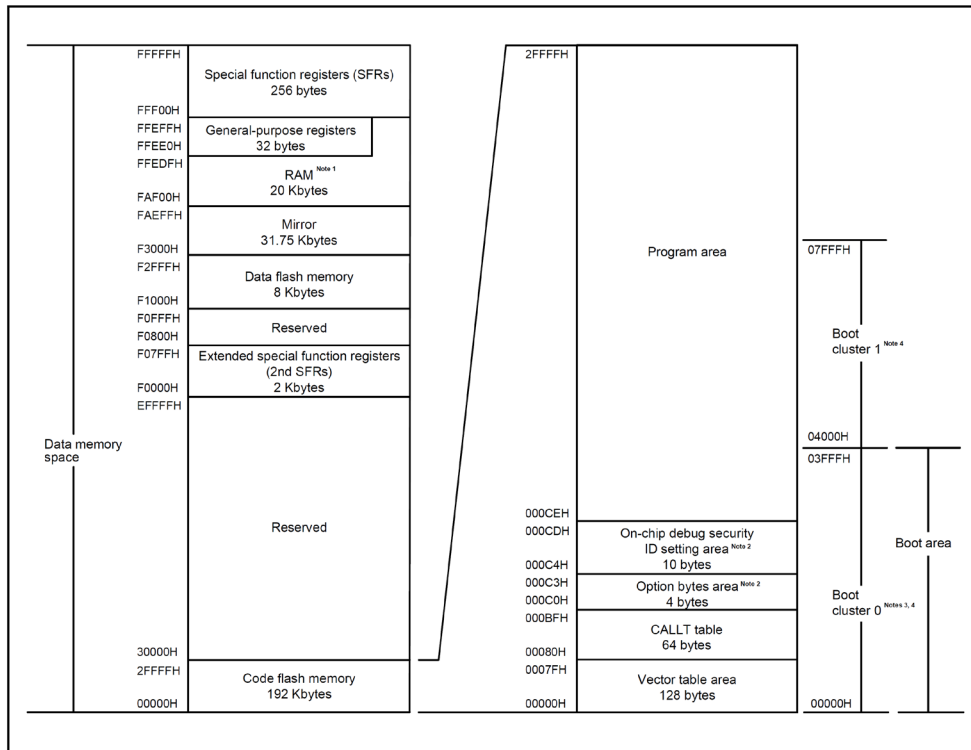 FFFFFH
Special function registers (SFRs)
256 bytes
FFF00H
FFEFFH
General-purpose registers
32 bytes
FFEE0H
FFEDFH
RAM Note 1
20 Kbytes
FAF00H
FAEFFH
Mirror
31.75 Kbytes
F3000H
F2FFFH
Data flash memory
8 Kbytes
F1000H
F0FFFH
Reserved
F0800H
F07FFH
Extended special function registers
(2nd SFRs)
2 Kbytes
F0000H
EFFFFH
Data memory
space
Reserved
30000H
2FFFFH
Code flash memory
192 Kbytes
00000H
2FFFFH
Program area
000CEH
000CDH
On-chip debug security
ID setting area Note 2
10 bytes
000C4H
000C3H
Option bytes area Note 2
4 bytes
000C0H
000BFH
CALLT table
64 bytes
00080H
0007FH
Vector table area
128 bytes
00000H
07FFFH
Boot
cluster 1 Note 4
04000H
03FFFH
Boot area
Boot
cluster 0 Notes 3, 4
00000H